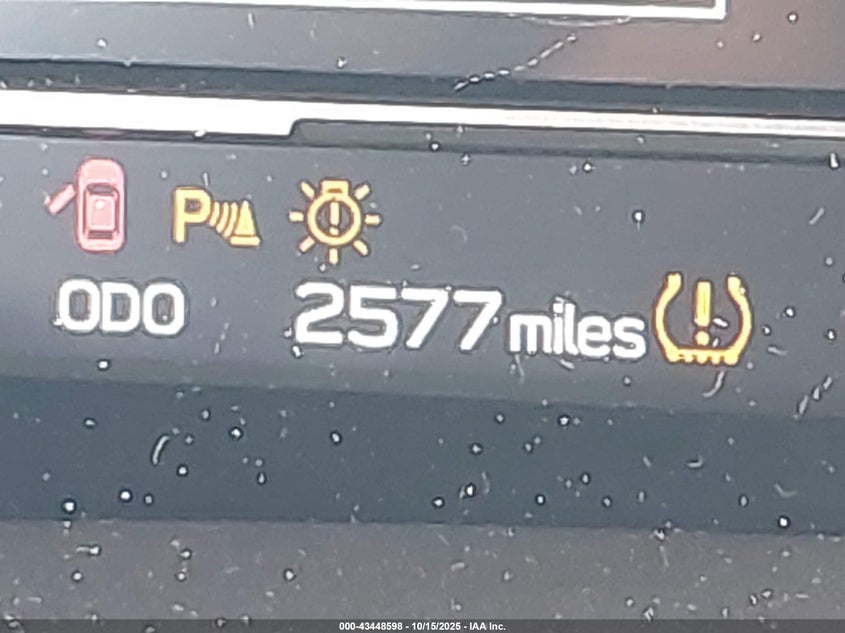 P
ODO 2577 miles
000-43448598 - 10/15/2025 - IAA Inc.